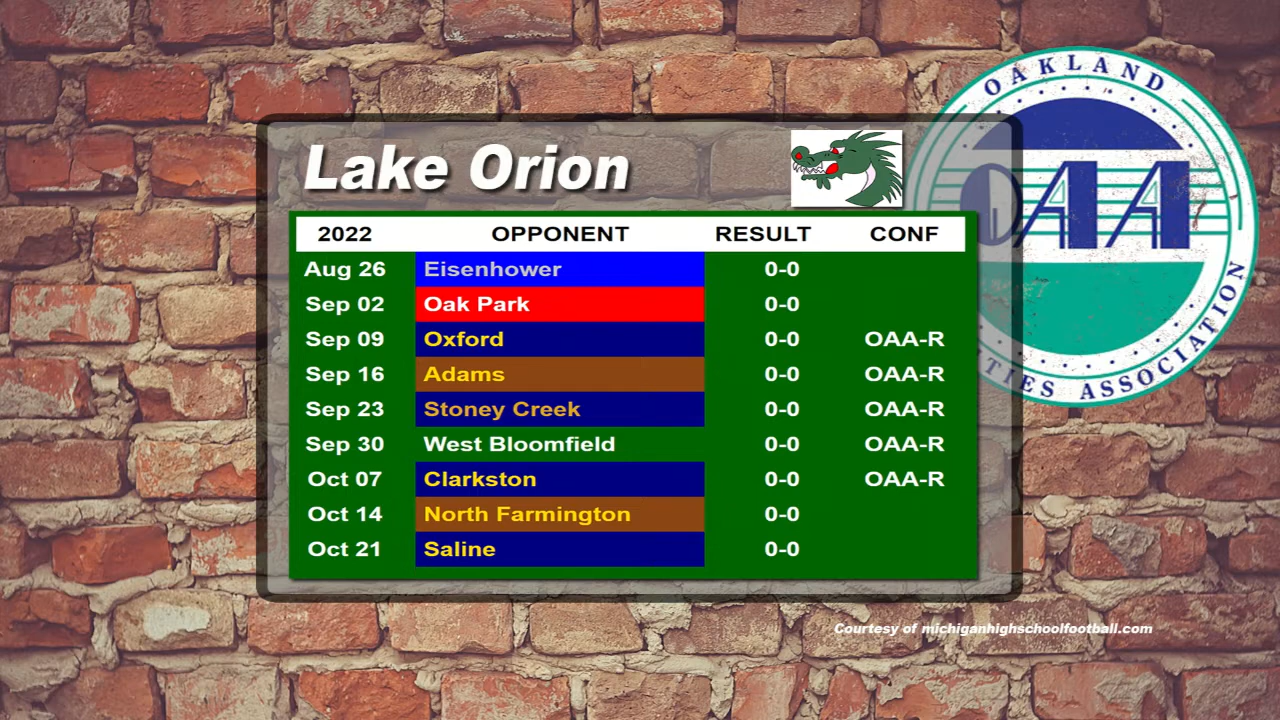 OAKLAND
OAA
TIES ASSOCIATION
Lake Orion
2022 OPPONENT RESULT CONF
Aug 26 Eisenhower 0-0
Sep 02 Oak Park 0-0
Sep 09 Oxford 0-0 OAA-R
Sep 16 Adams 0-0 OAA-R
Sep 23 Stoney Creek 0-0 OAA-R
Sep 30 West Bloomfield 0-0 OAA-R
Oct 07 Clarkston 0-0 OAA-R
Oct 14 North Farmington 0-0
Oct 21 Saline 0-0
Courtesy of michiganhighschoolfootball.com